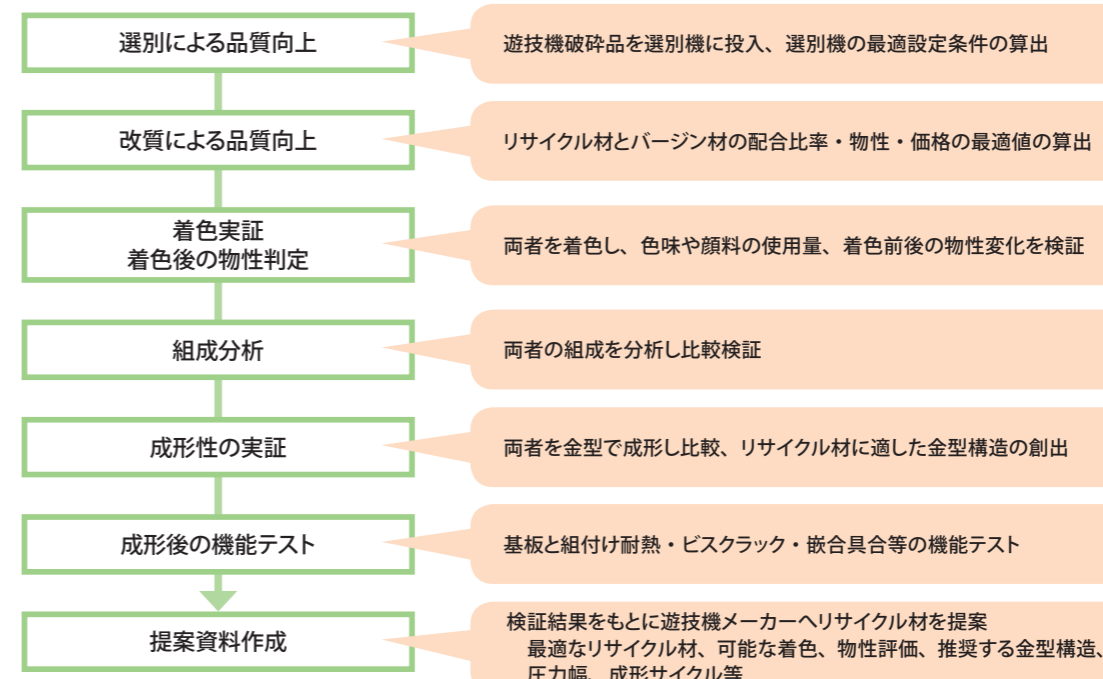 選別による品質向上
遊技機破砕品を選別機に投入、選別機の最適設定条件の算出
改質による品質向上
リサイクル材とバージン材の配合比率・物性・価格の最適値の算出
着色実証
着色後の物性判定
両者を着色し、色味や顔料の使用量、着色前後の物性変化を検証
組成分析
両者の組成を分析し比較検証
成形性の実証
両者を金型で成形し比較、リサイクル材に適した金型構造の創出
成形後の機能テスト
基板と組付け耐熱・ビスクラック・嵌合具合等の機能テスト
提案資料作成
検証結果をもとに遊技機メーカーへリサイクル材を提案
最適なリサイクル材、可能な着色、物性評価、推奨する金型構造、
圧力幅、成形サイクル等